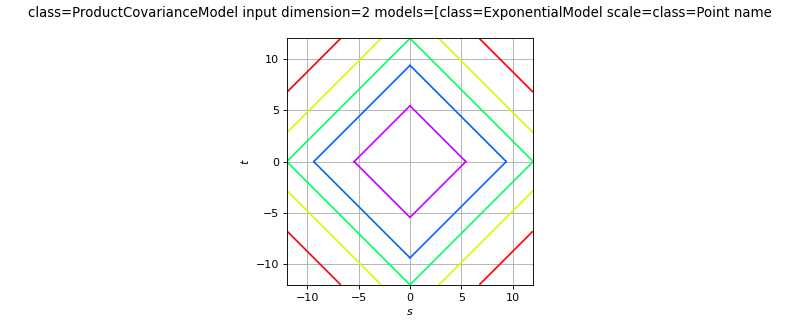 class=ProductCovarianceModel input dimension=2 models=[class=ExponentialModel scale=class=Point name
10
5
0
−5
−10
t
−10 −5 0 5 10
s